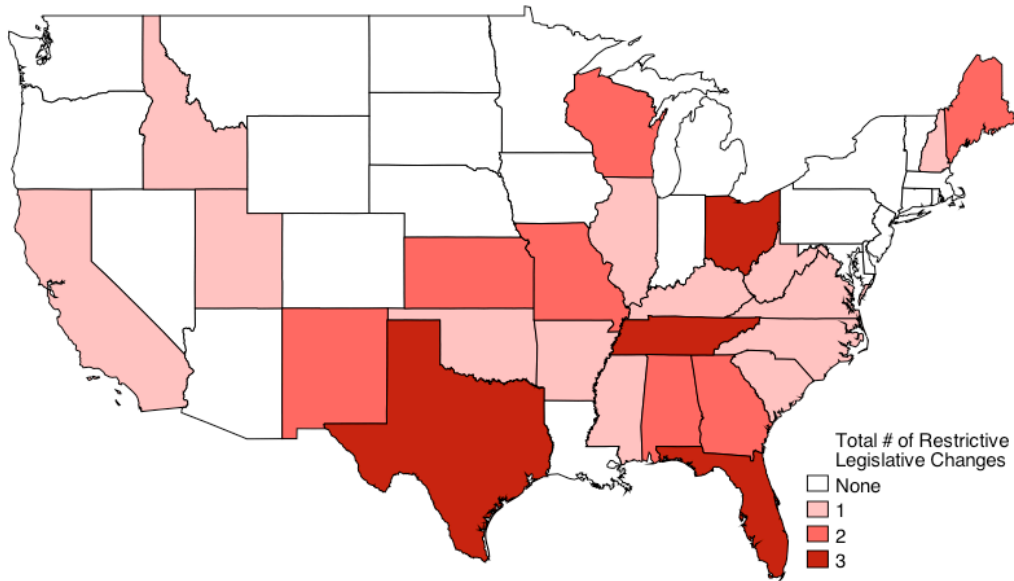 Total # of Restrictive
Legislative Changes
None
1
2
3